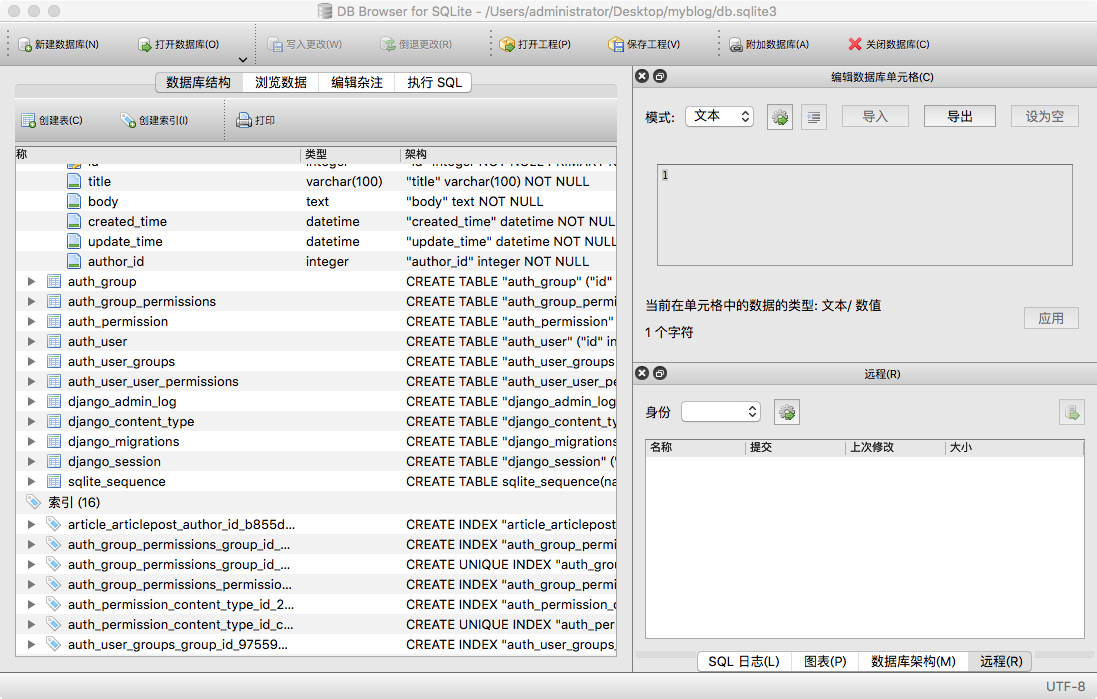 DB Browser for SQLite - /Users/administrator/Desktop/myblog/db.sqlite3
新建数据库(N) 打开数据库(O) 写入更改(W) 倒退更改(R) 打开工程(P) 保存工程(V) 附加数据库(A) 关闭数据库(C)
数据库结构 浏览数据 编辑杂注 执行 SQL
创建表(C) 创建索引(I) 打印
称 类型 架构
title varchar(100) "title" varchar(100) NOT NULL
body text "body" text NOT NULL
created_time datetime "created_time" datetime NOT NUL
update_time datetime "update_time" datetime NOT NULL
author_id integer "author_id" integer NOT NULL
auth_group CREATE TABLE "auth_group" ("id"
auth_group_permissions CREATE TABLE "auth_group_permi
auth_permission CREATE TABLE "auth_permission"
auth_user CREATE TABLE "auth_user" ("id" in
auth_user_groups CREATE TABLE "auth_user_groups
auth_user_user_permissions CREATE TABLE "auth_user_user_pe
django_admin_log CREATE TABLE "django_admin_log
django_content_type CREATE TABLE "django_content_ty
django_migrations CREATE TABLE "django_migrations
django_session CREATE TABLE "django_session" ("
sqlite_sequence CREATE TABLE sqlite_sequence(na
索引 (16)
article_articlepost_author_id_b855d... CREATE INDEX "article_articlepost
auth_group_permissions_group_id_... CREATE INDEX "auth_group_permi
auth_group_permissions_group_id_... CREATE UNIQUE INDEX "auth_grou
auth_group_permissions_permissio... CREATE INDEX "auth_group_permi
auth_permission_content_type_id_2... CREATE INDEX "auth_permission_c
auth_permission_content_type_id_c... CREATE UNIQUE INDEX "auth_per
auth_user_groups_group_id_97559... CREATE INDEX "auth_user_groups_
编辑数据库单元格(C)
模式: 文本 导入 导出 设为空
1
当前在单元格中的数据的类型: 文本/ 数值
1 个字符
应用
远程(R)
身份
名称 提交 上次修改 大小
SQL 日志(L) 图表(P) 数据库架构(M) 远程(R)
UTF-8